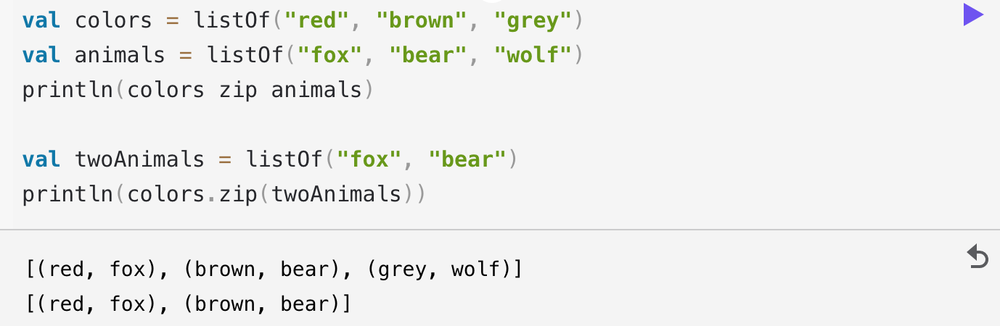 val colors = listOf("red", "brown", "grey")
val animals = listOf("fox", "bear", "wolf")
println(colors zip animals)
val twoAnimals = listOf("fox", "bear")
println(colors.zip(twoAnimals))
[(red, fox), (brown, bear), (grey, wolf)]
[(red, fox), (brown, bear)]